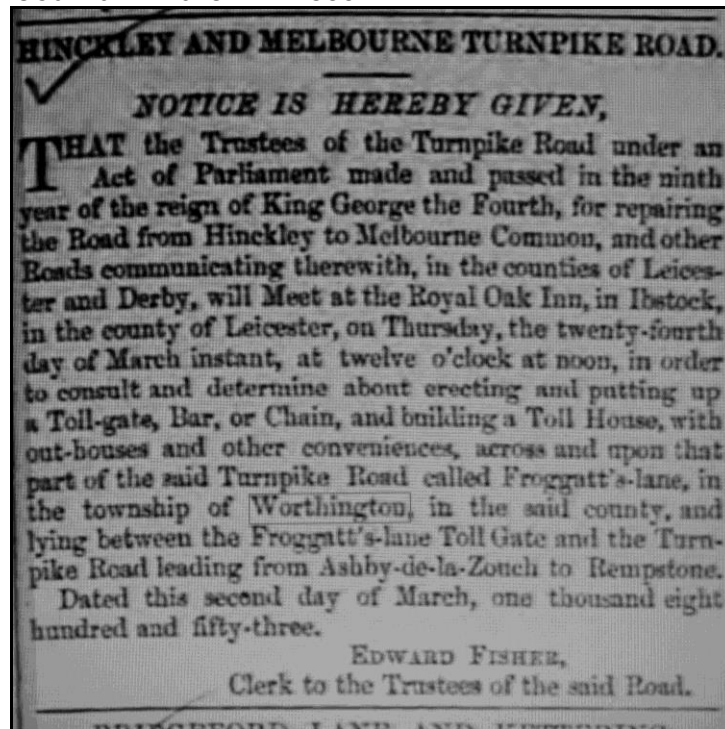 HINCKLEY AND MELBOURNE TURNPIKE ROAD.
NOTICE IS HEREBY GIVEN,
THAT the Trustees of the Turnpike Road under an
Act of Parliament made and passed in the ninth
year of the reign of King George the Fourth, for repairing
the Road from Hinckley to Melbourne Common, and other
Roads communicating therewith, in the counties of Leices-
ter and Derby, will Meet at the Royal Oak Inn, in Ibstock,
in the county of Leicester, on Thursday, the twenty-fourth
day of March instant, at twelve o'clock at noon, in order
to consult and determine about erecting and putting up
a Toll-gate, Bar, or Chain, and building a Toll House, with
out-houses and other conveniences, across and upon that
part of the said Turnpike Road called Froggatt's-lane, in
the township of Worthington, in the said county, and
lying between the Froggatt's-lane Toll Gate and the Turn-
pike Road leading from Ashby-de-la-Zouch to Rempstone.
Dated this second day of March, one thousand eight
hundred and fifty-three.
EDWARD FISHER,
Clerk to the Trustees of the said Road.
LANE AND KETTERING